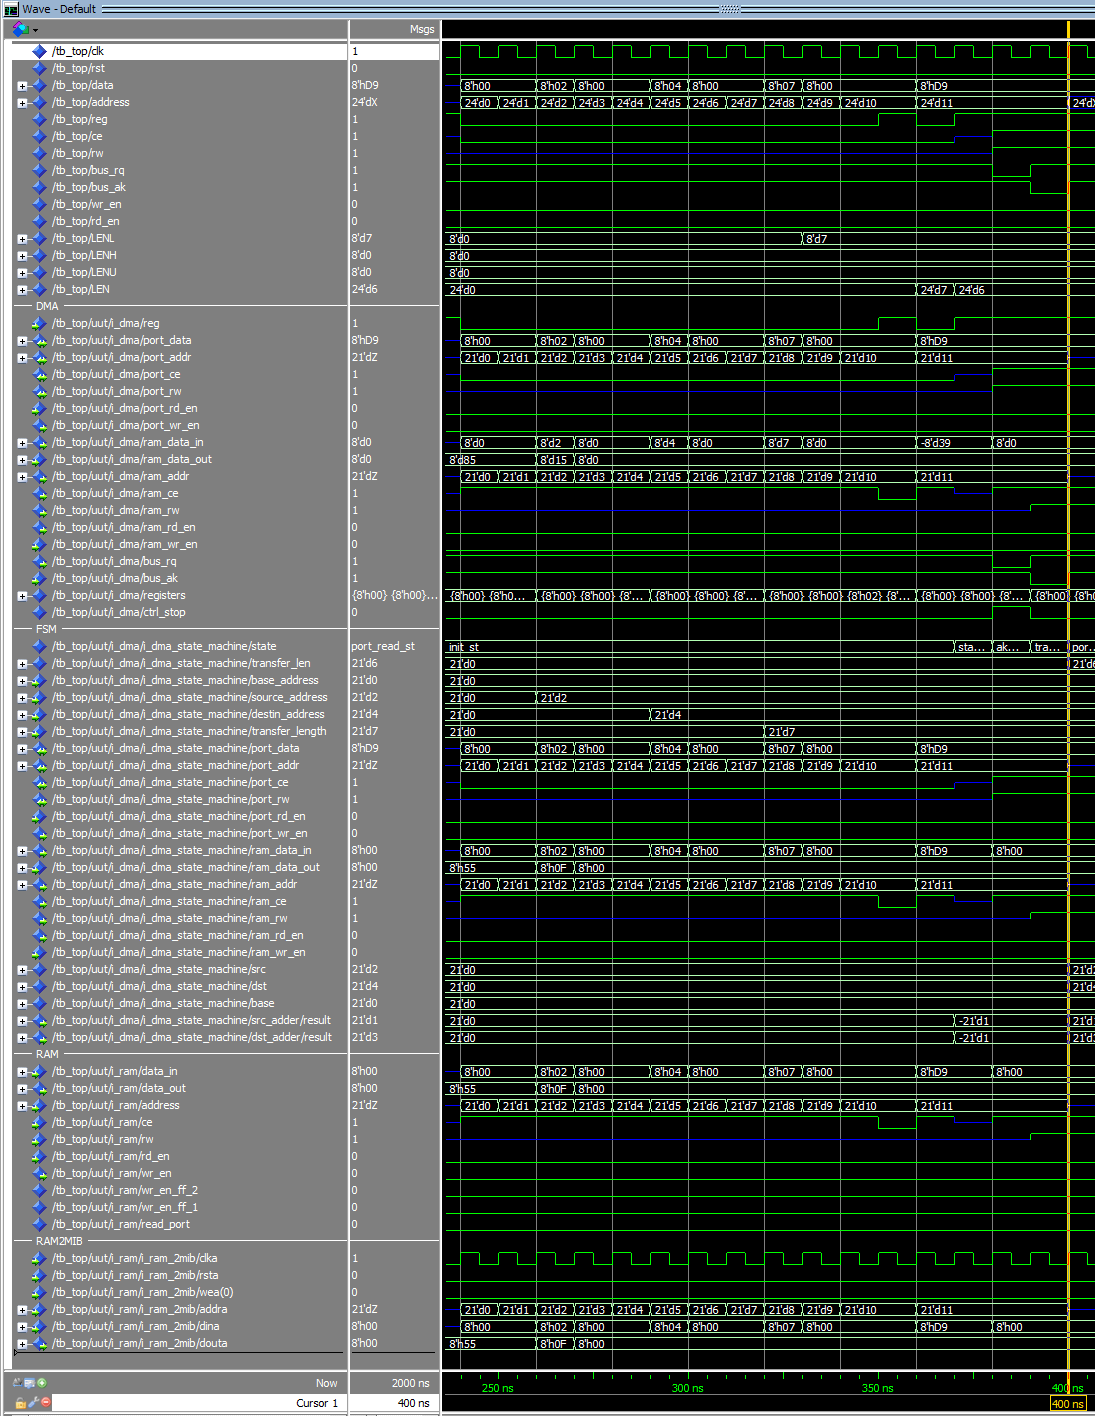 Wave - Default
Msgs
/tb_top/clk 1
/tb_top/rst 0
/tb_top/data 8'hD9 8'h00 8'h02 8'h00 8'h04 8'h00 8'h07 8'h00 8'hD9
/tb_top/address 24'dX 24'd0 24'd1 24'd2 24'd3 24'd4 24'd5 24'd6 24'd7 24'd8 24'd9 24'd10 24'd11 24'dX
/tb_top/reg 1
/tb_top/ce 1
/tb_top/rw 1
/tb_top/bus_rq 1
/tb_top/bus_ak 1
/tb_top/wr_en 0
/tb_top/rd_en 0
/tb_top/LENL 8'd7 8'd0 8'd7
/tb_top/LENH 8'd0 8'd0
/tb_top/LENU 8'd0 8'd0
/tb_top/LEN 24'd6 24'd0 24'd7 24'd6
DMA
/tb_top/uut/i_dma/reg 1
/tb_top/uut/i_dma/port_data 8'hD9 8'h00 8'h02 8'h00 8'h04 8'h00 8'h07 8'h00 8'hD9
/tb_top/uut/i_dma/port_addr 21'dZ 21'd0 21'd1 21'd2 21'd3 21'd4 21'd5 21'd6 21'd7 21'd8 21'd9 21'd10 21'd11
/tb_top/uut/i_dma/port_ce 1
/tb_top/uut/i_dma/port_rw 1
/tb_top/uut/i_dma/port_rd_en 0
/tb_top/uut/i_dma/port_wr_en 0
/tb_top/uut/i_dma/ram_data_in 8'd0 8'd0 8'd2 8'd0 8'd4 8'd0 8'd7 8'd0 -8'd39 8'd0
/tb_top/uut/i_dma/ram_data_out 8'd0 8'd85 8'd15 8'd0
/tb_top/uut/i_dma/ram_addr 21'dZ 21'd0 21'd1 21'd2 21'd3 21'd4 21'd5 21'd6 21'd7 21'd8 21'd9 21'd10 21'd11
/tb_top/uut/i_dma/ram_ce 1
/tb_top/uut/i_dma/ram_rw 1
/tb_top/uut/i_dma/ram_rd_en 0
/tb_top/uut/i_dma/ram_wr_en 0
/tb_top/uut/i_dma/bus_rq 1
/tb_top/uut/i_dma/bus_ak 1
/tb_top/uut/i_dma/registers {8'h00} {8'h00}... {8'h00} {8'h0... {8'h00} {8'h00} {8'... {8'h00} {8'h00} {8'... {8'h00} {8'h00} {8'h02} {8'... {8'h00} {8'h00} {8'... {8'h00} {8'h0
/tb_top/uut/i_dma/ctrl_stop 0
FSM
/tb_top/uut/i_dma/i_dma_state_machine/state port_read_st init_st sta... ak... tra... por...
/tb_top/uut/i_dma/i_dma_state_machine/transfer_len 21'd6 21'd0 21'd6
/tb_top/uut/i_dma/i_dma_state_machine/base_address 21'd0 21'd0
/tb_top/uut/i_dma/i_dma_state_machine/source_address 21'd2 21'd0 21'd2
/tb_top/uut/i_dma/i_dma_state_machine/destin_address 21'd4 21'd0 21'd4
/tb_top/uut/i_dma/i_dma_state_machine/transfer_length 21'd7 21'd0 21'd7
/tb_top/uut/i_dma/i_dma_state_machine/port_data 8'hD9 8'h00 8'h02 8'h00 8'h04 8'h00 8'h07 8'h00 8'hD9
/tb_top/uut/i_dma/i_dma_state_machine/port_addr 21'dZ 21'd0 21'd1 21'd2 21'd3 21'd4 21'd5 21'd6 21'd7 21'd8 21'd9 21'd10 21'd11
/tb_top/uut/i_dma/i_dma_state_machine/port_ce 1
/tb_top/uut/i_dma/i_dma_state_machine/port_rw 1
/tb_top/uut/i_dma/i_dma_state_machine/port_rd_en 0
/tb_top/uut/i_dma/i_dma_state_machine/port_wr_en 0
/tb_top/uut/i_dma/i_dma_state_machine/ram_data_in 8'h00 8'h00 8'h02 8'h00 8'h04 8'h00 8'h07 8'h00 8'hD9 8'h00
/tb_top/uut/i_dma/i_dma_state_machine/ram_data_out 8'h00 8'h55 8'h0F 8'h00
/tb_top/uut/i_dma/i_dma_state_machine/ram_addr 21'dZ 21'd0 21'd1 21'd2 21'd3 21'd4 21'd5 21'd6 21'd7 21'd8 21'd9 21'd10 21'd11
/tb_top/uut/i_dma/i_dma_state_machine/ram_ce 1
/tb_top/uut/i_dma/i_dma_state_machine/ram_rw 1
/tb_top/uut/i_dma/i_dma_state_machine/ram_rd_en 0
/tb_top/uut/i_dma/i_dma_state_machine/ram_wr_en 0
/tb_top/uut/i_dma/i_dma_state_machine/src 21'd2 21'd0 21'd2
/tb_top/uut/i_dma/i_dma_state_machine/dst 21'd4 21'd0 21'd4
/tb_top/uut/i_dma/i_dma_state_machine/base 21'd0 21'd0
/tb_top/uut/i_dma/i_dma_state_machine/src_adder/result 21'd1 21'd0 -21'd1 21'd1
/tb_top/uut/i_dma/i_dma_state_machine/dst_adder/result 21'd3 21'd0 -21'd1 21'd3
RAM
/tb_top/uut/i_ram/data_in 8'h00 8'h00 8'h02 8'h00 8'h04 8'h00 8'h07 8'h00 8'hD9 8'h00
/tb_top/uut/i_ram/data_out 8'h00 8'h55 8'h0F 8'h00
/tb_top/uut/i_ram/address 21'dZ 21'd0 21'd1 21'd2 21'd3 21'd4 21'd5 21'd6 21'd7 21'd8 21'd9 21'd10 21'd11
/tb_top/uut/i_ram/ce 1
/tb_top/uut/i_ram/rw 1
/tb_top/uut/i_ram/rd_en 0
/tb_top/uut/i_ram/wr_en 0
/tb_top/uut/i_ram/wr_en_ff_2 0
/tb_top/uut/i_ram/wr_en_ff_1 0
/tb_top/uut/i_ram/read_port 0
RAM2MIB
/tb_top/uut/i_ram/i_ram_2mib/clka 1
/tb_top/uut/i_ram/i_ram_2mib/rsta 0
/tb_top/uut/i_ram/i_ram_2mib/wea(0) 0
/tb_top/uut/i_ram/i_ram_2mib/addra 21'dZ 21'd0 21'd1 21'd2 21'd3 21'd4 21'd5 21'd6 21'd7 21'd8 21'd9 21'd10 21'd11
/tb_top/uut/i_ram/i_ram_2mib/dina 8'h00 8'h00 8'h02 8'h00 8'h04 8'h00 8'h07 8'h00 8'hD9 8'h00
/tb_top/uut/i_ram/i_ram_2mib/douta 8'h00 8'h55 8'h0F 8'h00
Now 2000 ns 250 ns 300 ns 350 ns 400 ns
Cursor 1 400 ns 400 ns